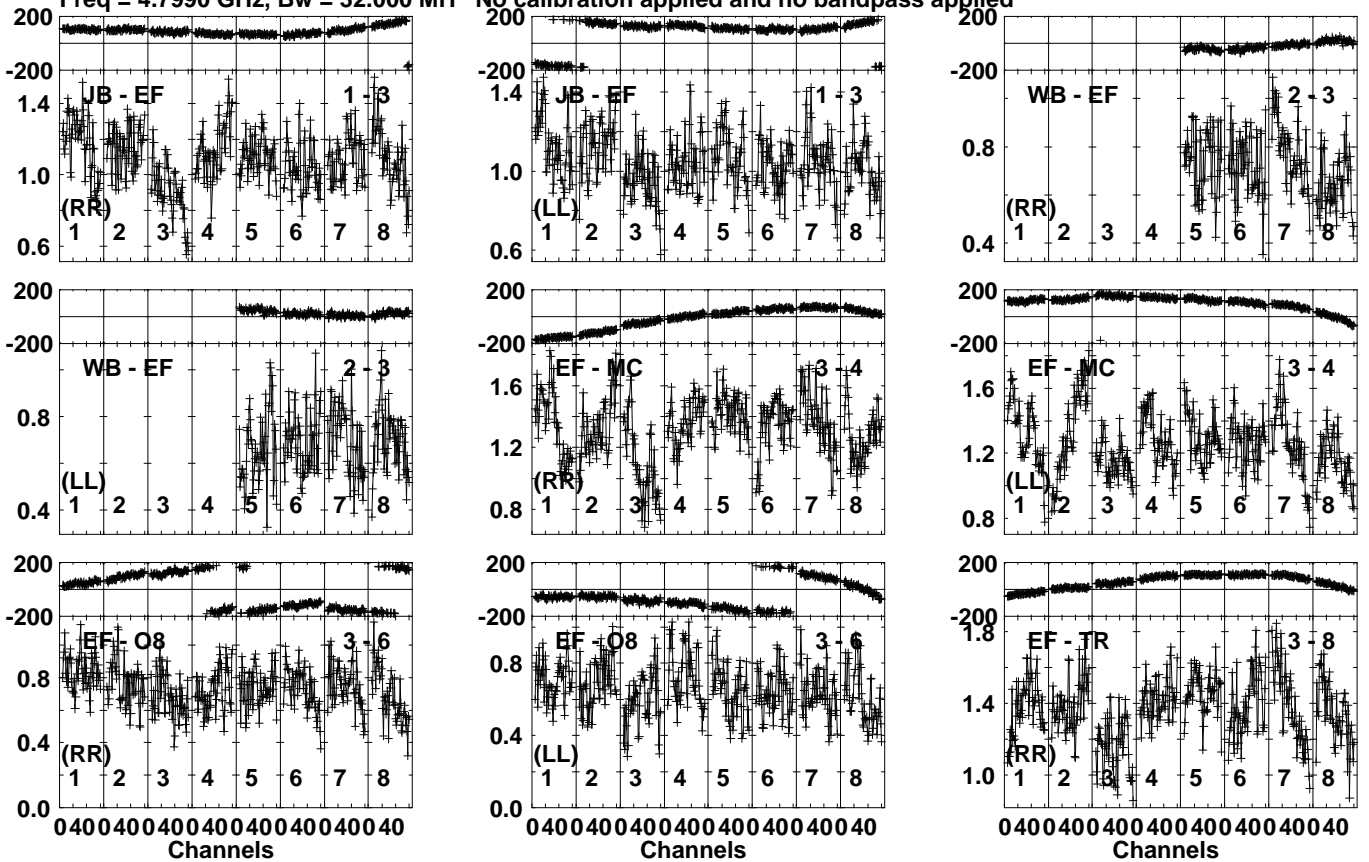 Freq = 4.7990 GHz, Bw = 32.000 MH No calibration applied and no bandpass applied
200 200 200
-200 -200 -200
JB - EF 1 - 3 JB - EF 1 - 3 WB - EF 2 - 3
1.4 1.4
0.8
1.0 1.0
(RR) (LL) (RR)
1 2 3 4 5 6 7 8 1 2 3 4 5 6 7 8 1 2 3 4 5 6 7 8
0.6 0.6 0.4
200 200 200
-200 -200 -200
WB - EF 2 - 3 EF - MC 3 - 4 EF - MC 3 - 4
1.6 1.6
0.8
1.2 1.2
(LL) (RR) (LL)
1 2 3 4 5 6 7 8 1 2 3 4 5 6 7 8 1 2 3 4 5 6 7 8
0.4 0.8 0.8
200 200 200
-200 -200 -200
1.8
EF - O8 3 - 6 EF - O8 3 - 6 EF - TR 3 - 8
0.8 0.8
1.4
0.4 0.4
(RR) (LL) (RR)
1 2 3 4 5 6 7 8 1 2 3 4 5 6 7 8 1 2 3 4 5 6 7 8
1.0
0.0 0.0
0 40 0 40 0 40 0 40 0 40 0 40 0 40 0 40 0 40 0 40 0 40 0 40 0 40 0 40 0 40 0 40 0 40 0 40 0 40 0 40 0 40 0 40 0 40 0 40
Channels Channels Channels